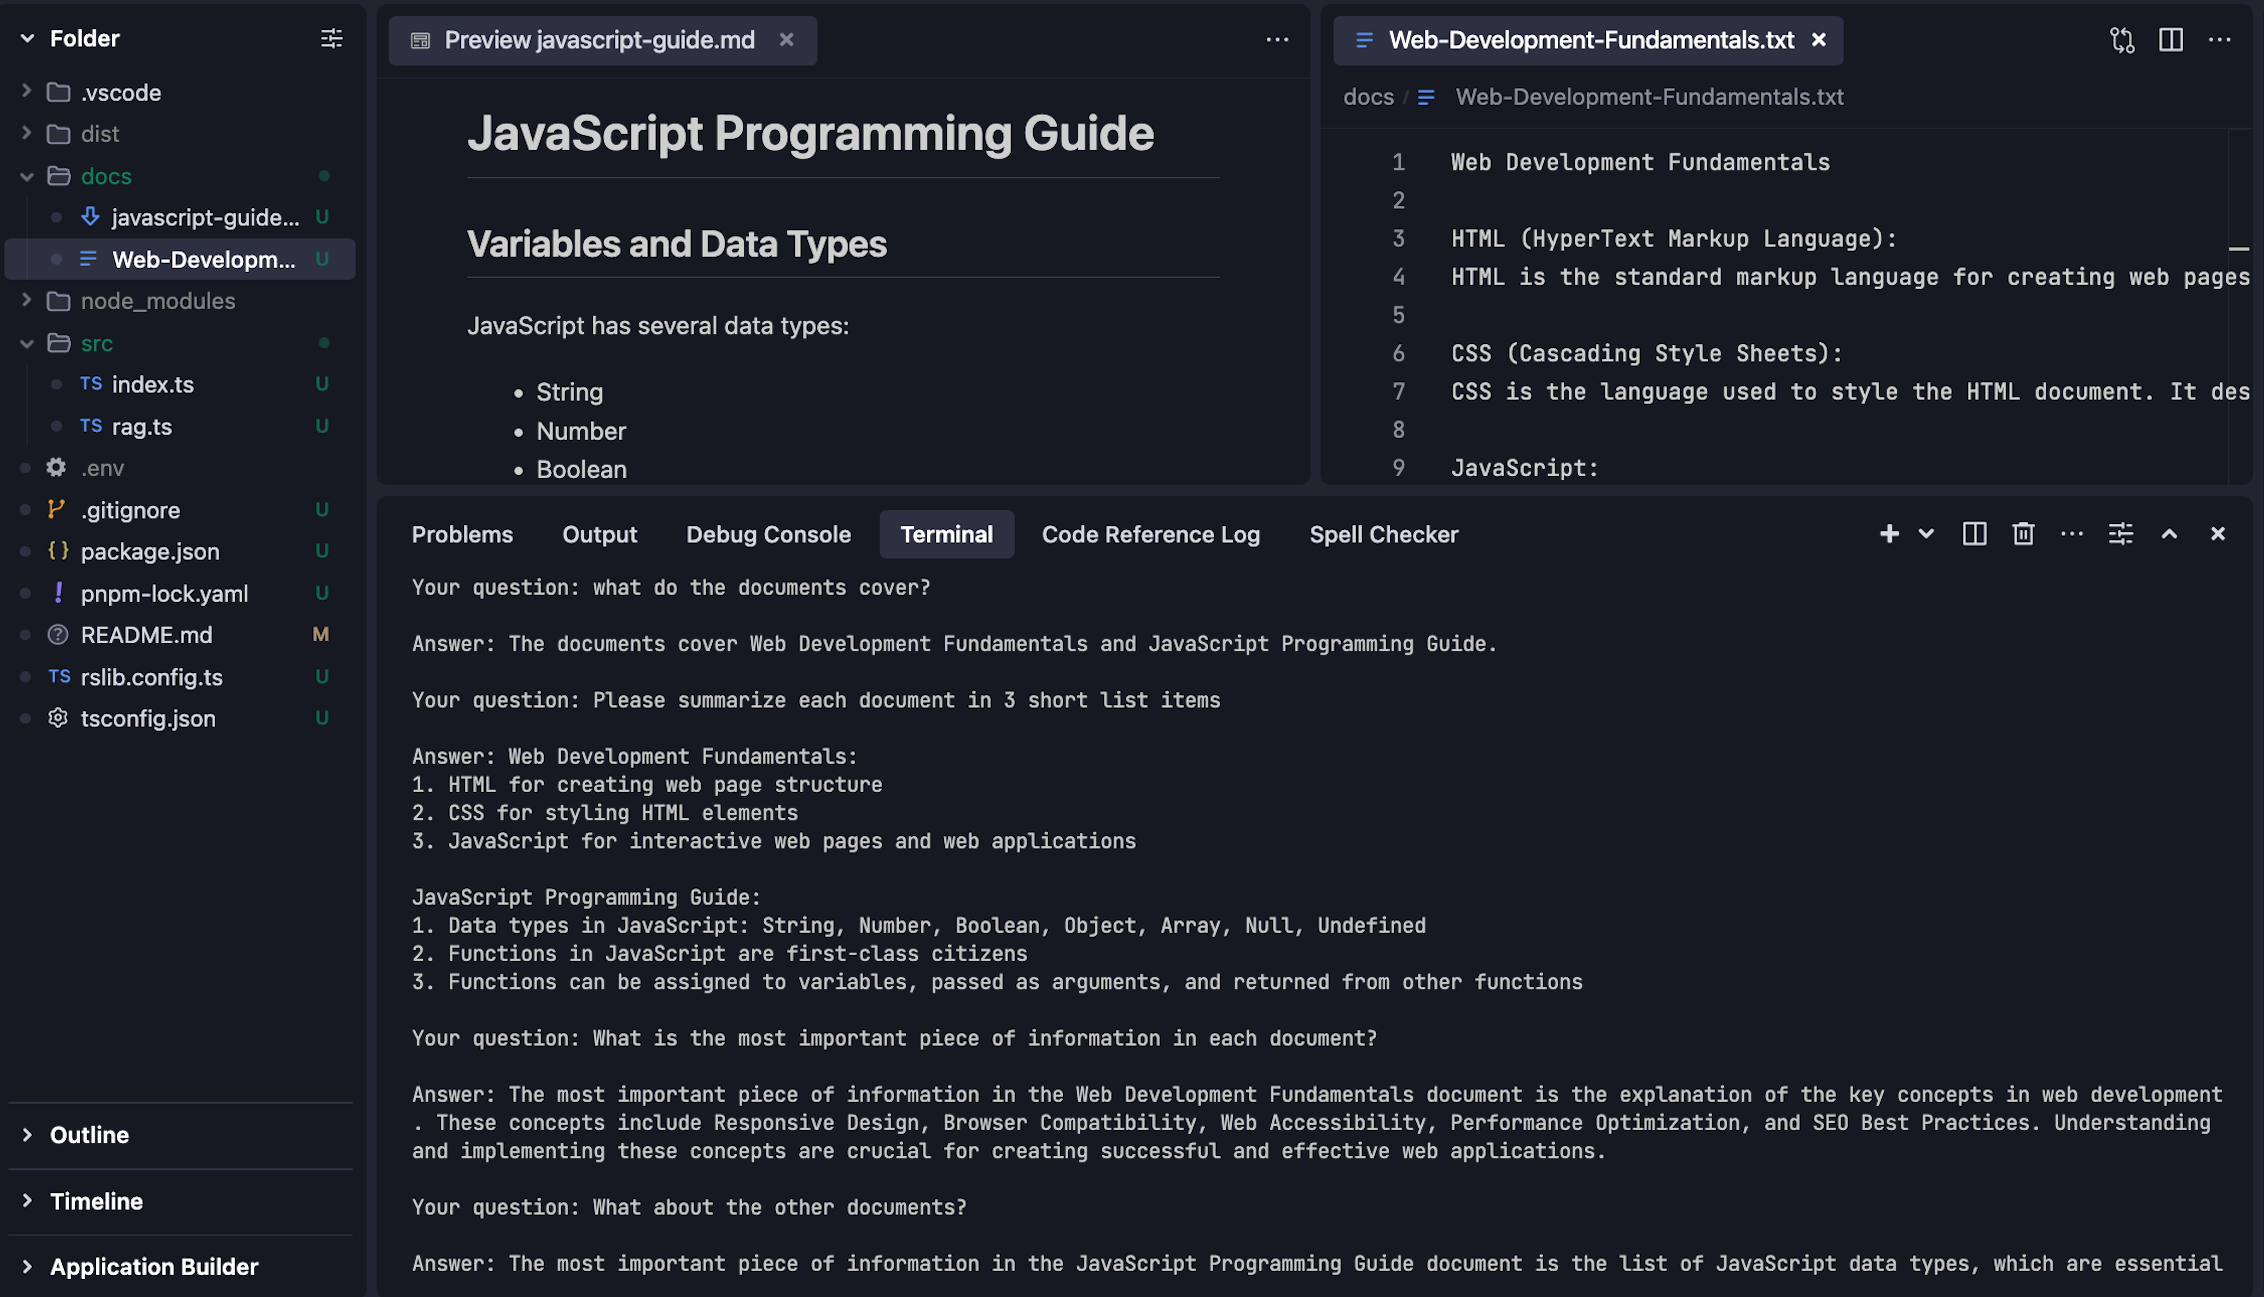 Folder
.vscode
dist
docs
javascript-guide... U
Web-Developm... U
node_modules
src
TS index.ts U
TS rag.ts U
.env
.gitignore U
{} package.json U
! pnpm-lock.yaml U
README.md M
TS rslib.config.ts U
tsconfig.json U
Outline
Timeline
Application Builder
Preview javascript-guide.md
JavaScript Programming Guide
Variables and Data Types
JavaScript has several data types:
• String
• Number
• Boolean
Web-Development-Fundamentals.txt
docs / Web-Development-Fundamentals.txt
1 Web Development Fundamentals
2
3 HTML (HyperText Markup Language):
4 HTML is the standard markup language for creating web pages
5
6 CSS (Cascading Style Sheets):
7 CSS is the language used to style the HTML document. It des
8
9 JavaScript:
Problems Output Debug Console Terminal Code Reference Log Spell Checker
Your question: what do the documents cover?
Answer: The documents cover Web Development Fundamentals and JavaScript Programming Guide.
Your question: Please summarize each document in 3 short list items
Answer: Web Development Fundamentals:
1. HTML for creating web page structure
2. CSS for styling HTML elements
3. JavaScript for interactive web pages and web applications
JavaScript Programming Guide:
1. Data types in JavaScript: String, Number, Boolean, Object, Array, Null, Undefined
2. Functions in JavaScript are first-class citizens
3. Functions can be assigned to variables, passed as arguments, and returned from other functions
Your question: What is the most important piece of information in each document?
Answer: The most important piece of information in the Web Development Fundamentals document is the explanation of the key concepts in web development
. These concepts include Responsive Design, Browser Compatibility, Web Accessibility, Performance Optimization, and SEO Best Practices. Understanding
and implementing these concepts are crucial for creating successful and effective web applications.
Your question: What about the other documents?
Answer: The most important piece of information in the JavaScript Programming Guide document is the list of JavaScript data types, which are essential